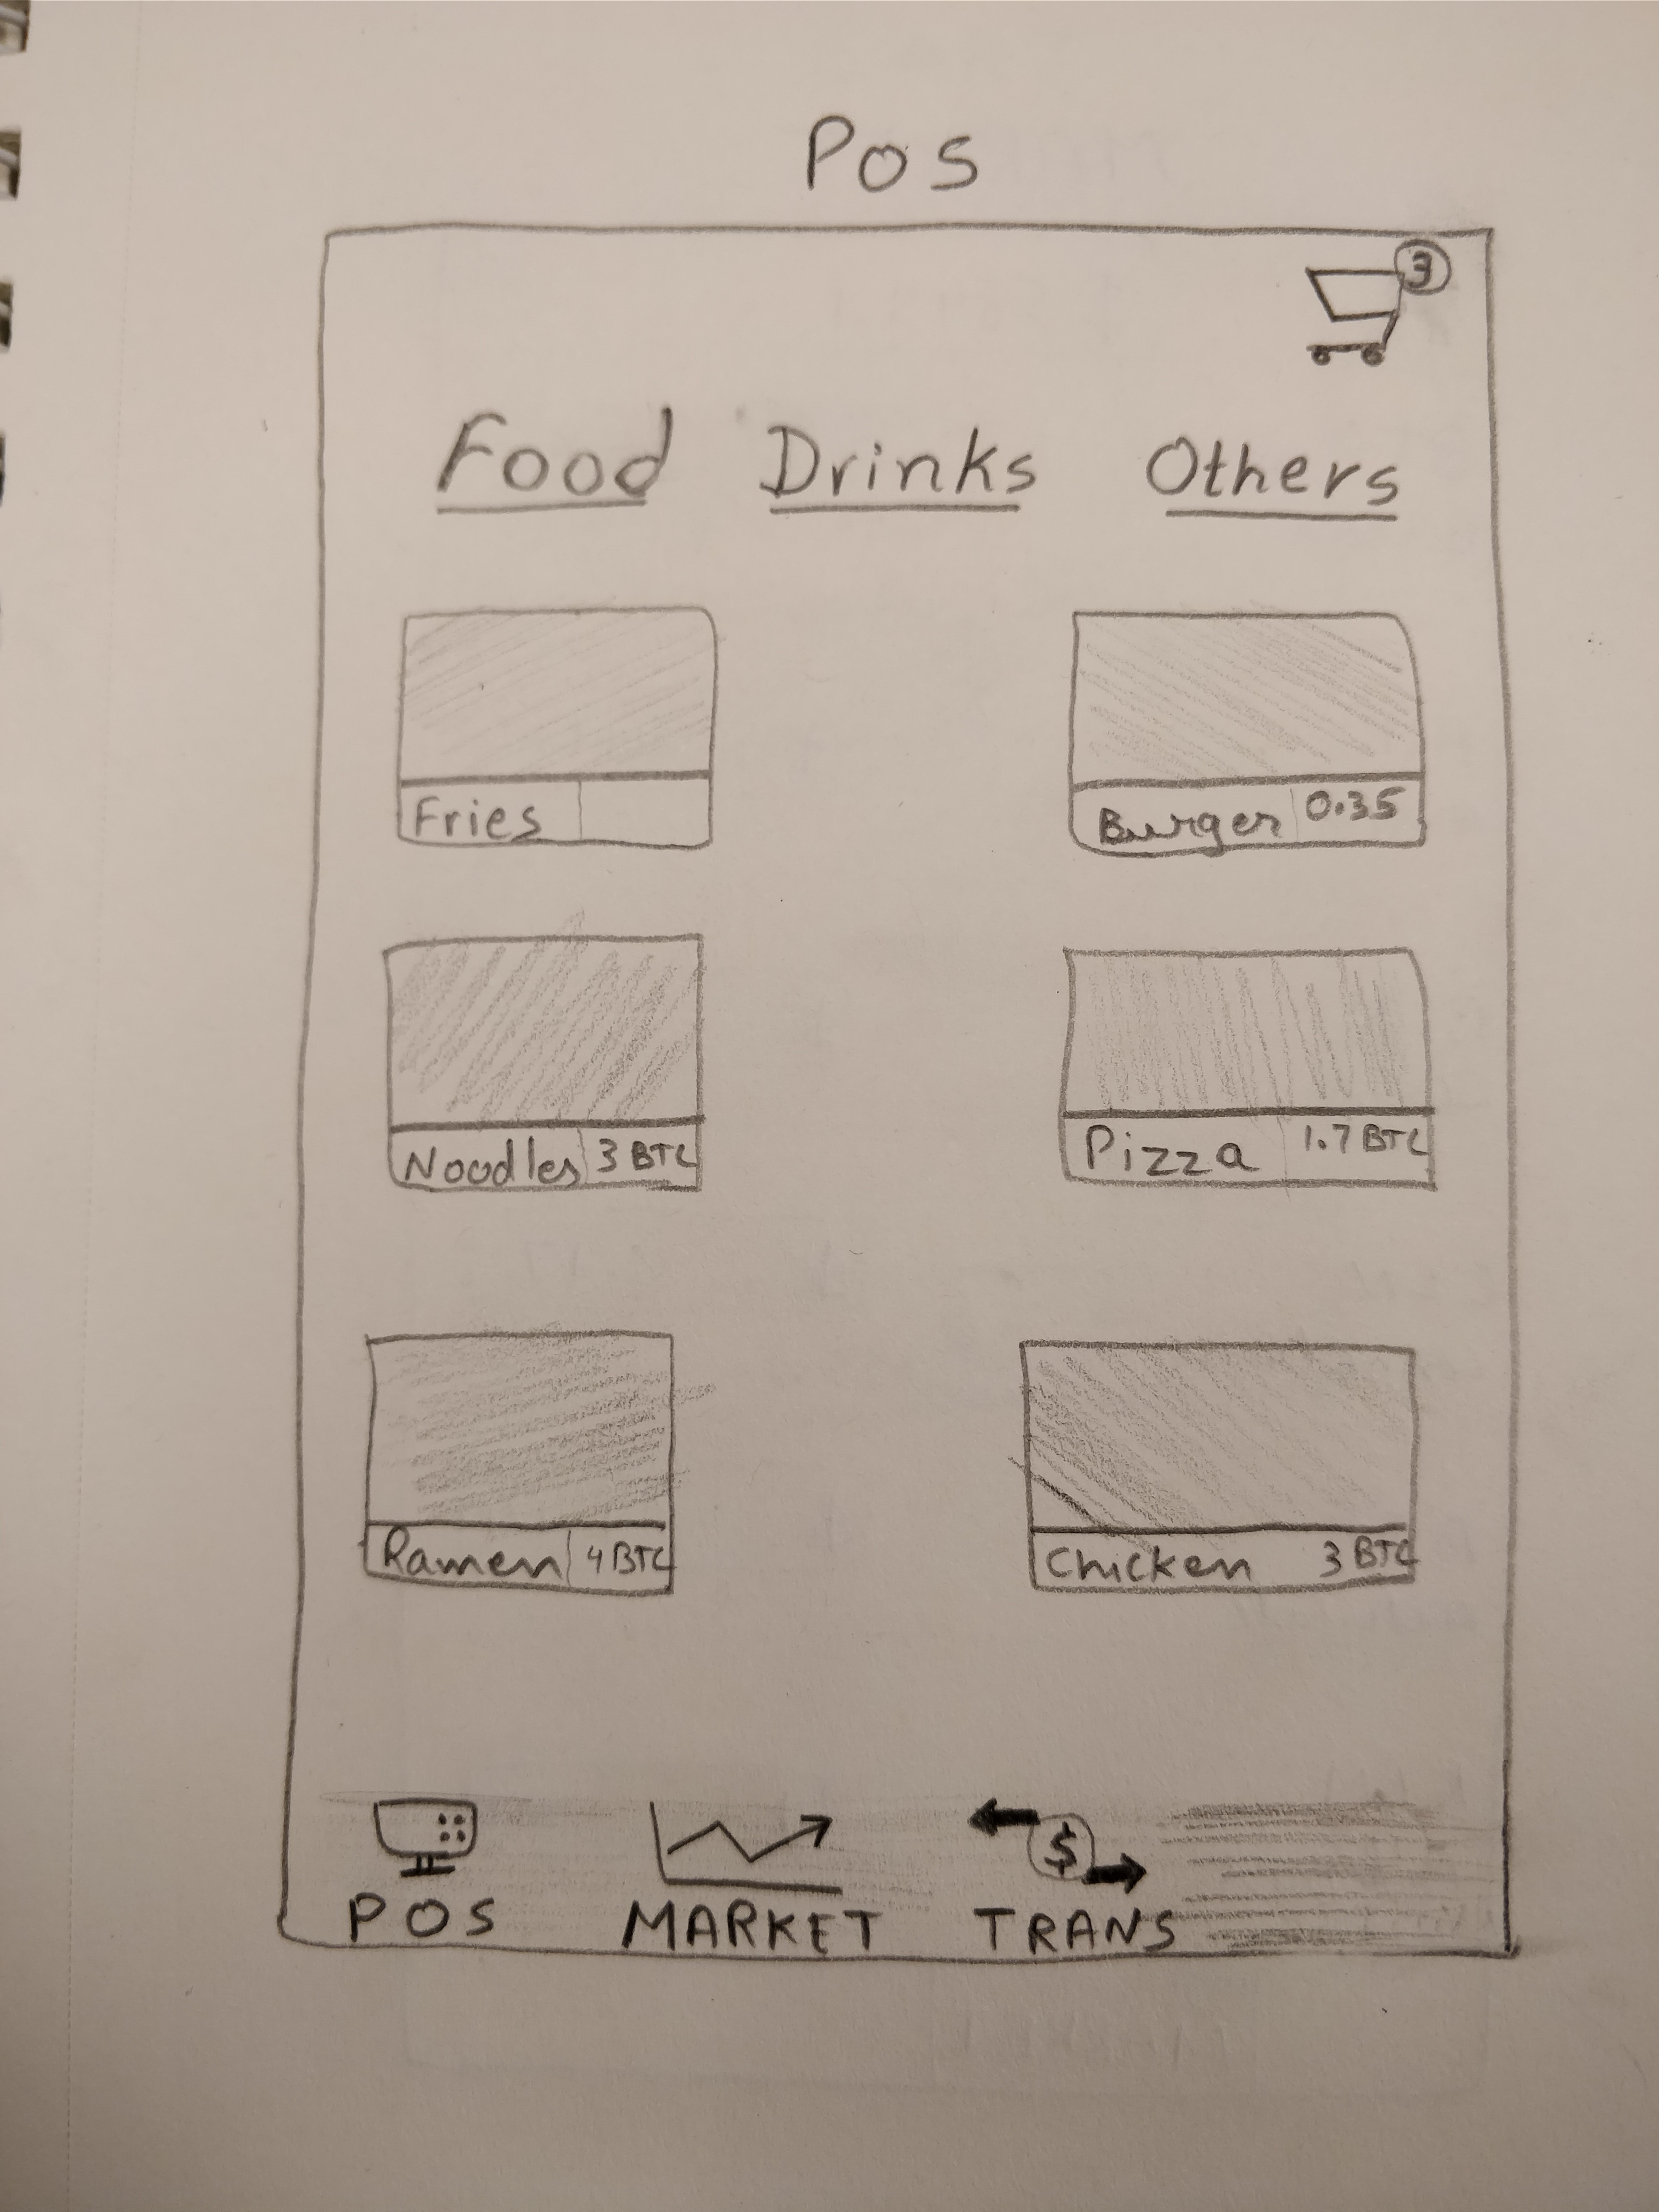 Pos
3
Food Drinks Others
Fries
Burger 0.35
Noodles 3 BTC
Pizza 1.7 BTC
Ramen 4 BTC
Chicken 3 BTC
$
POS MARKET TRANS